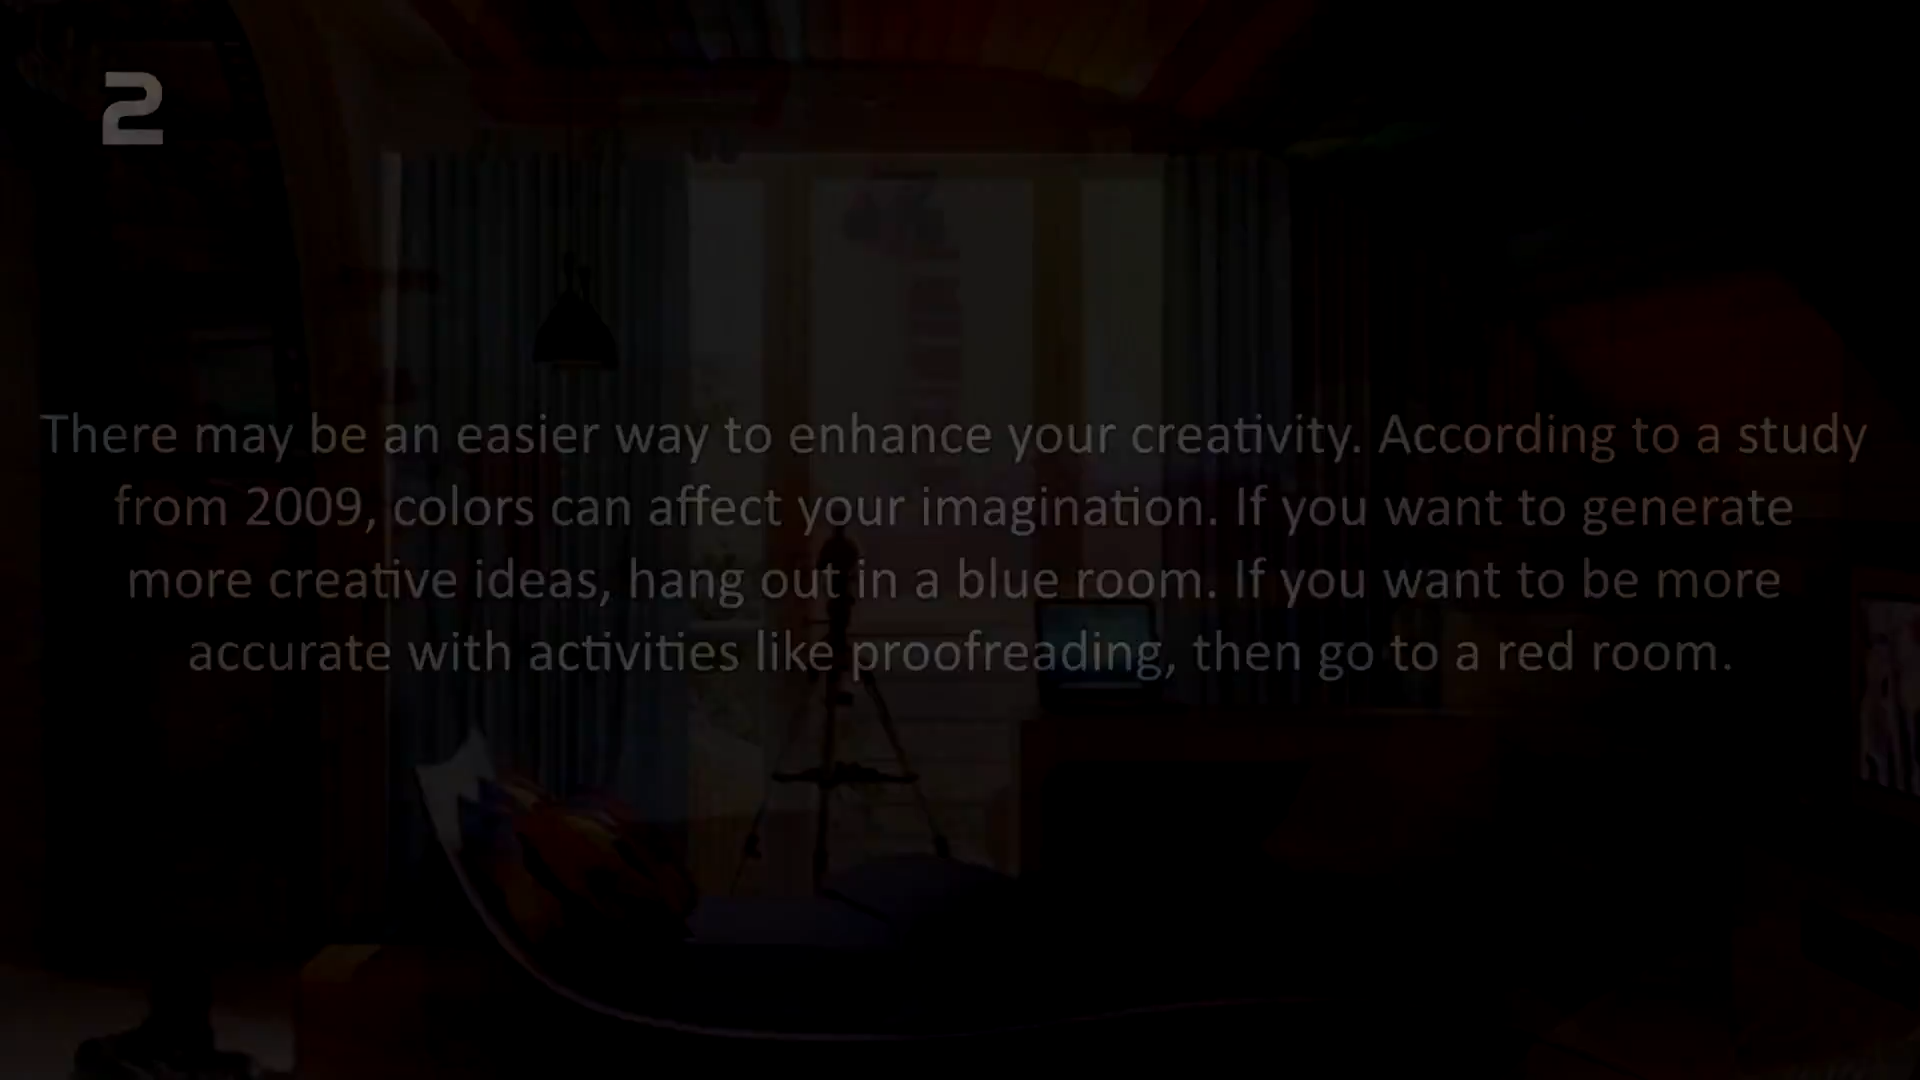 2
There may be an easier way to enhance your creativity. According to a study
from 2009, colors can affect your imagination. If you want to generate
more creative ideas, hang out in a blue room. If you want to be more
accurate with activities like proofreading, then go to a red room.